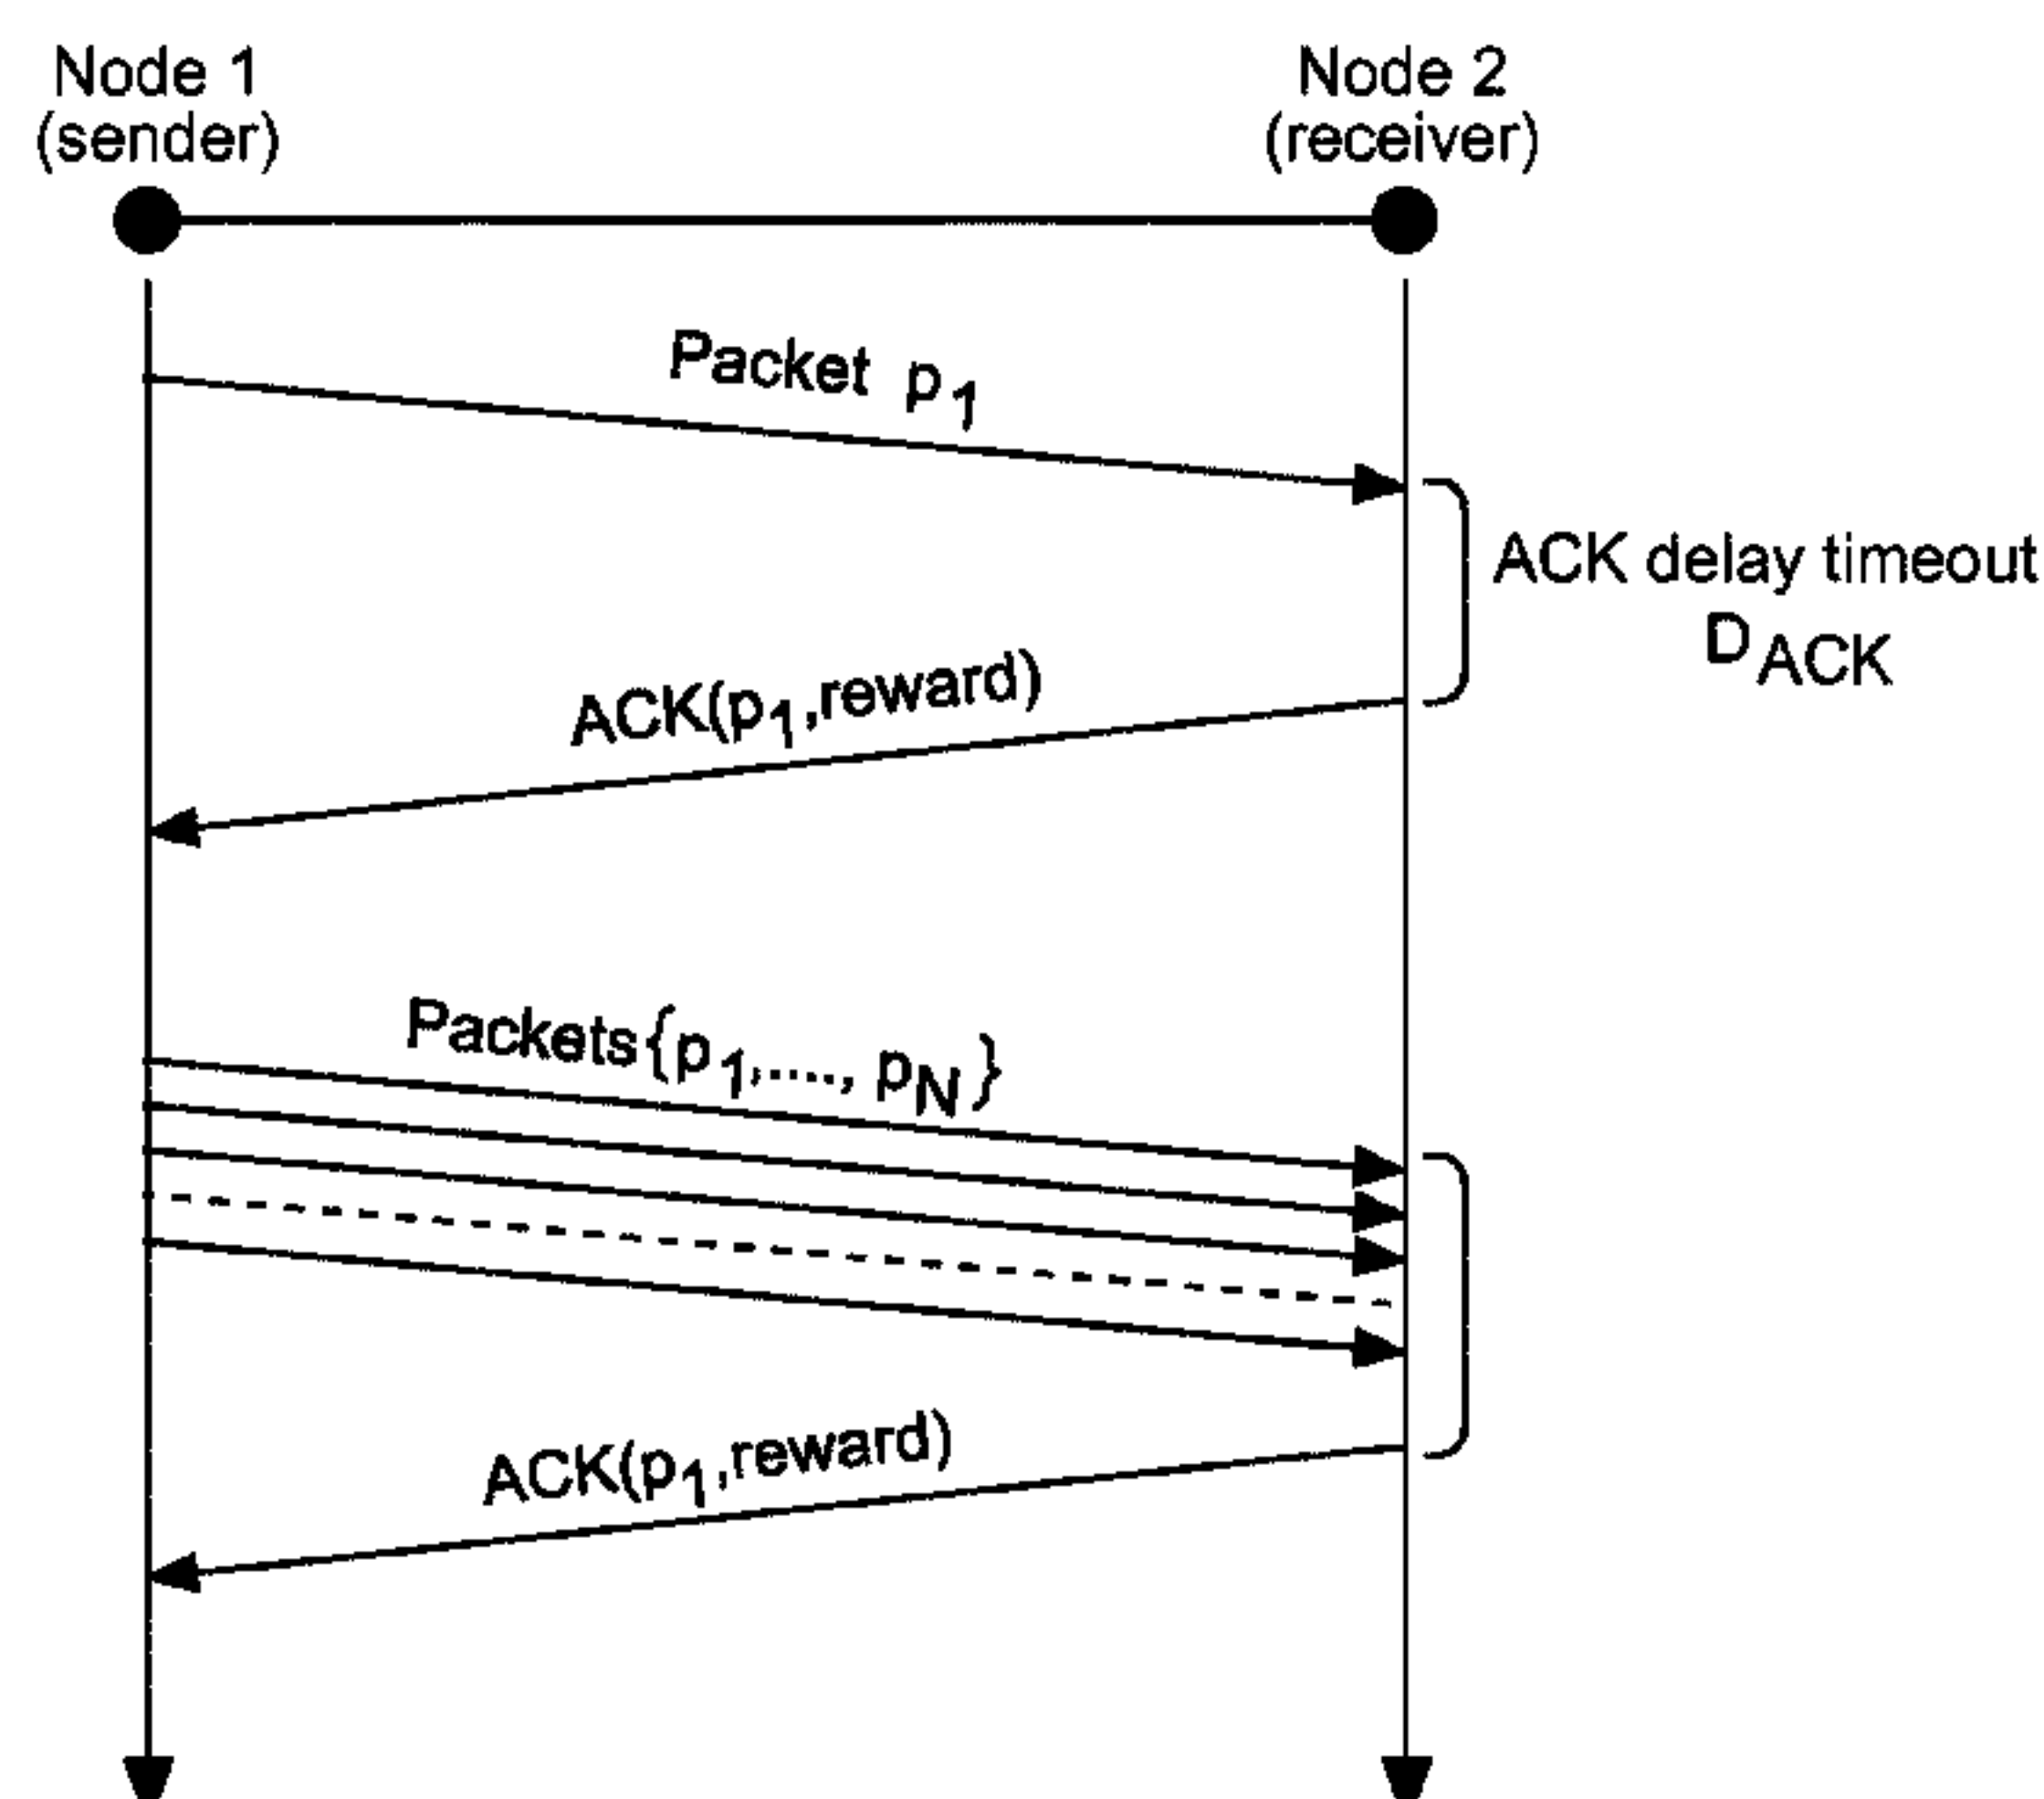 Node 1
(sender)
Node 2
(receiver)
Packet p1
ACK delay timeout
DACK
ACK(p1,reward)
Packets{p1,...., pN}
ACK(p1,reward)